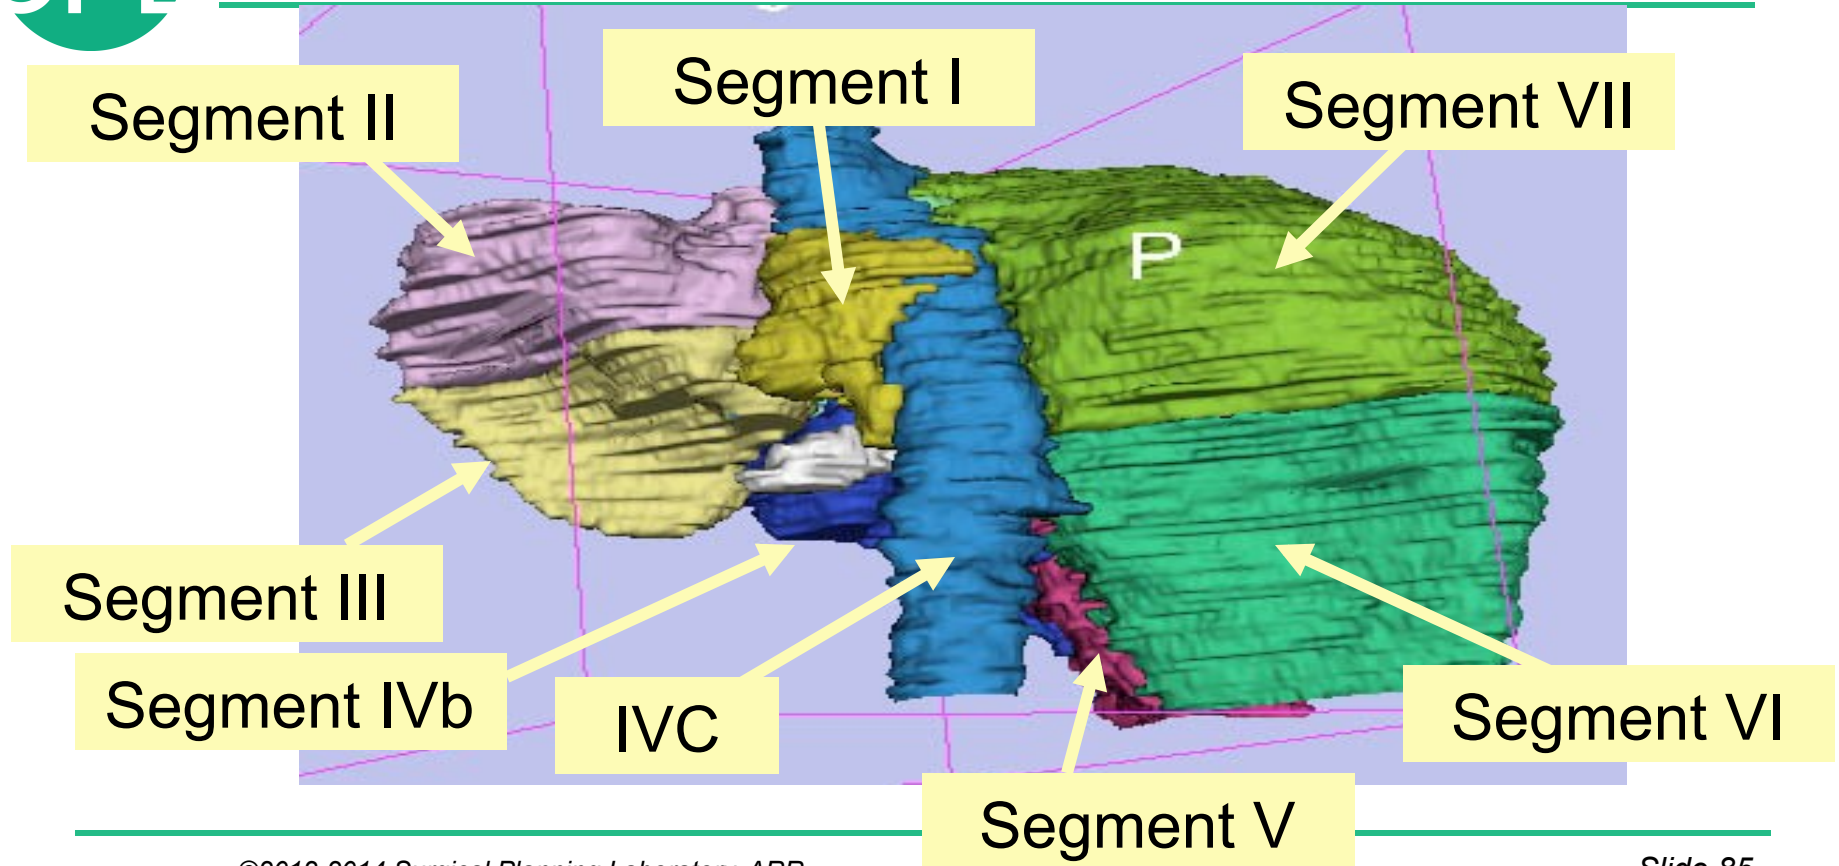 Segment I
Segment II
Segment VII
P
Segment III
Segment IVb
IVC
Segment VI
Segment V